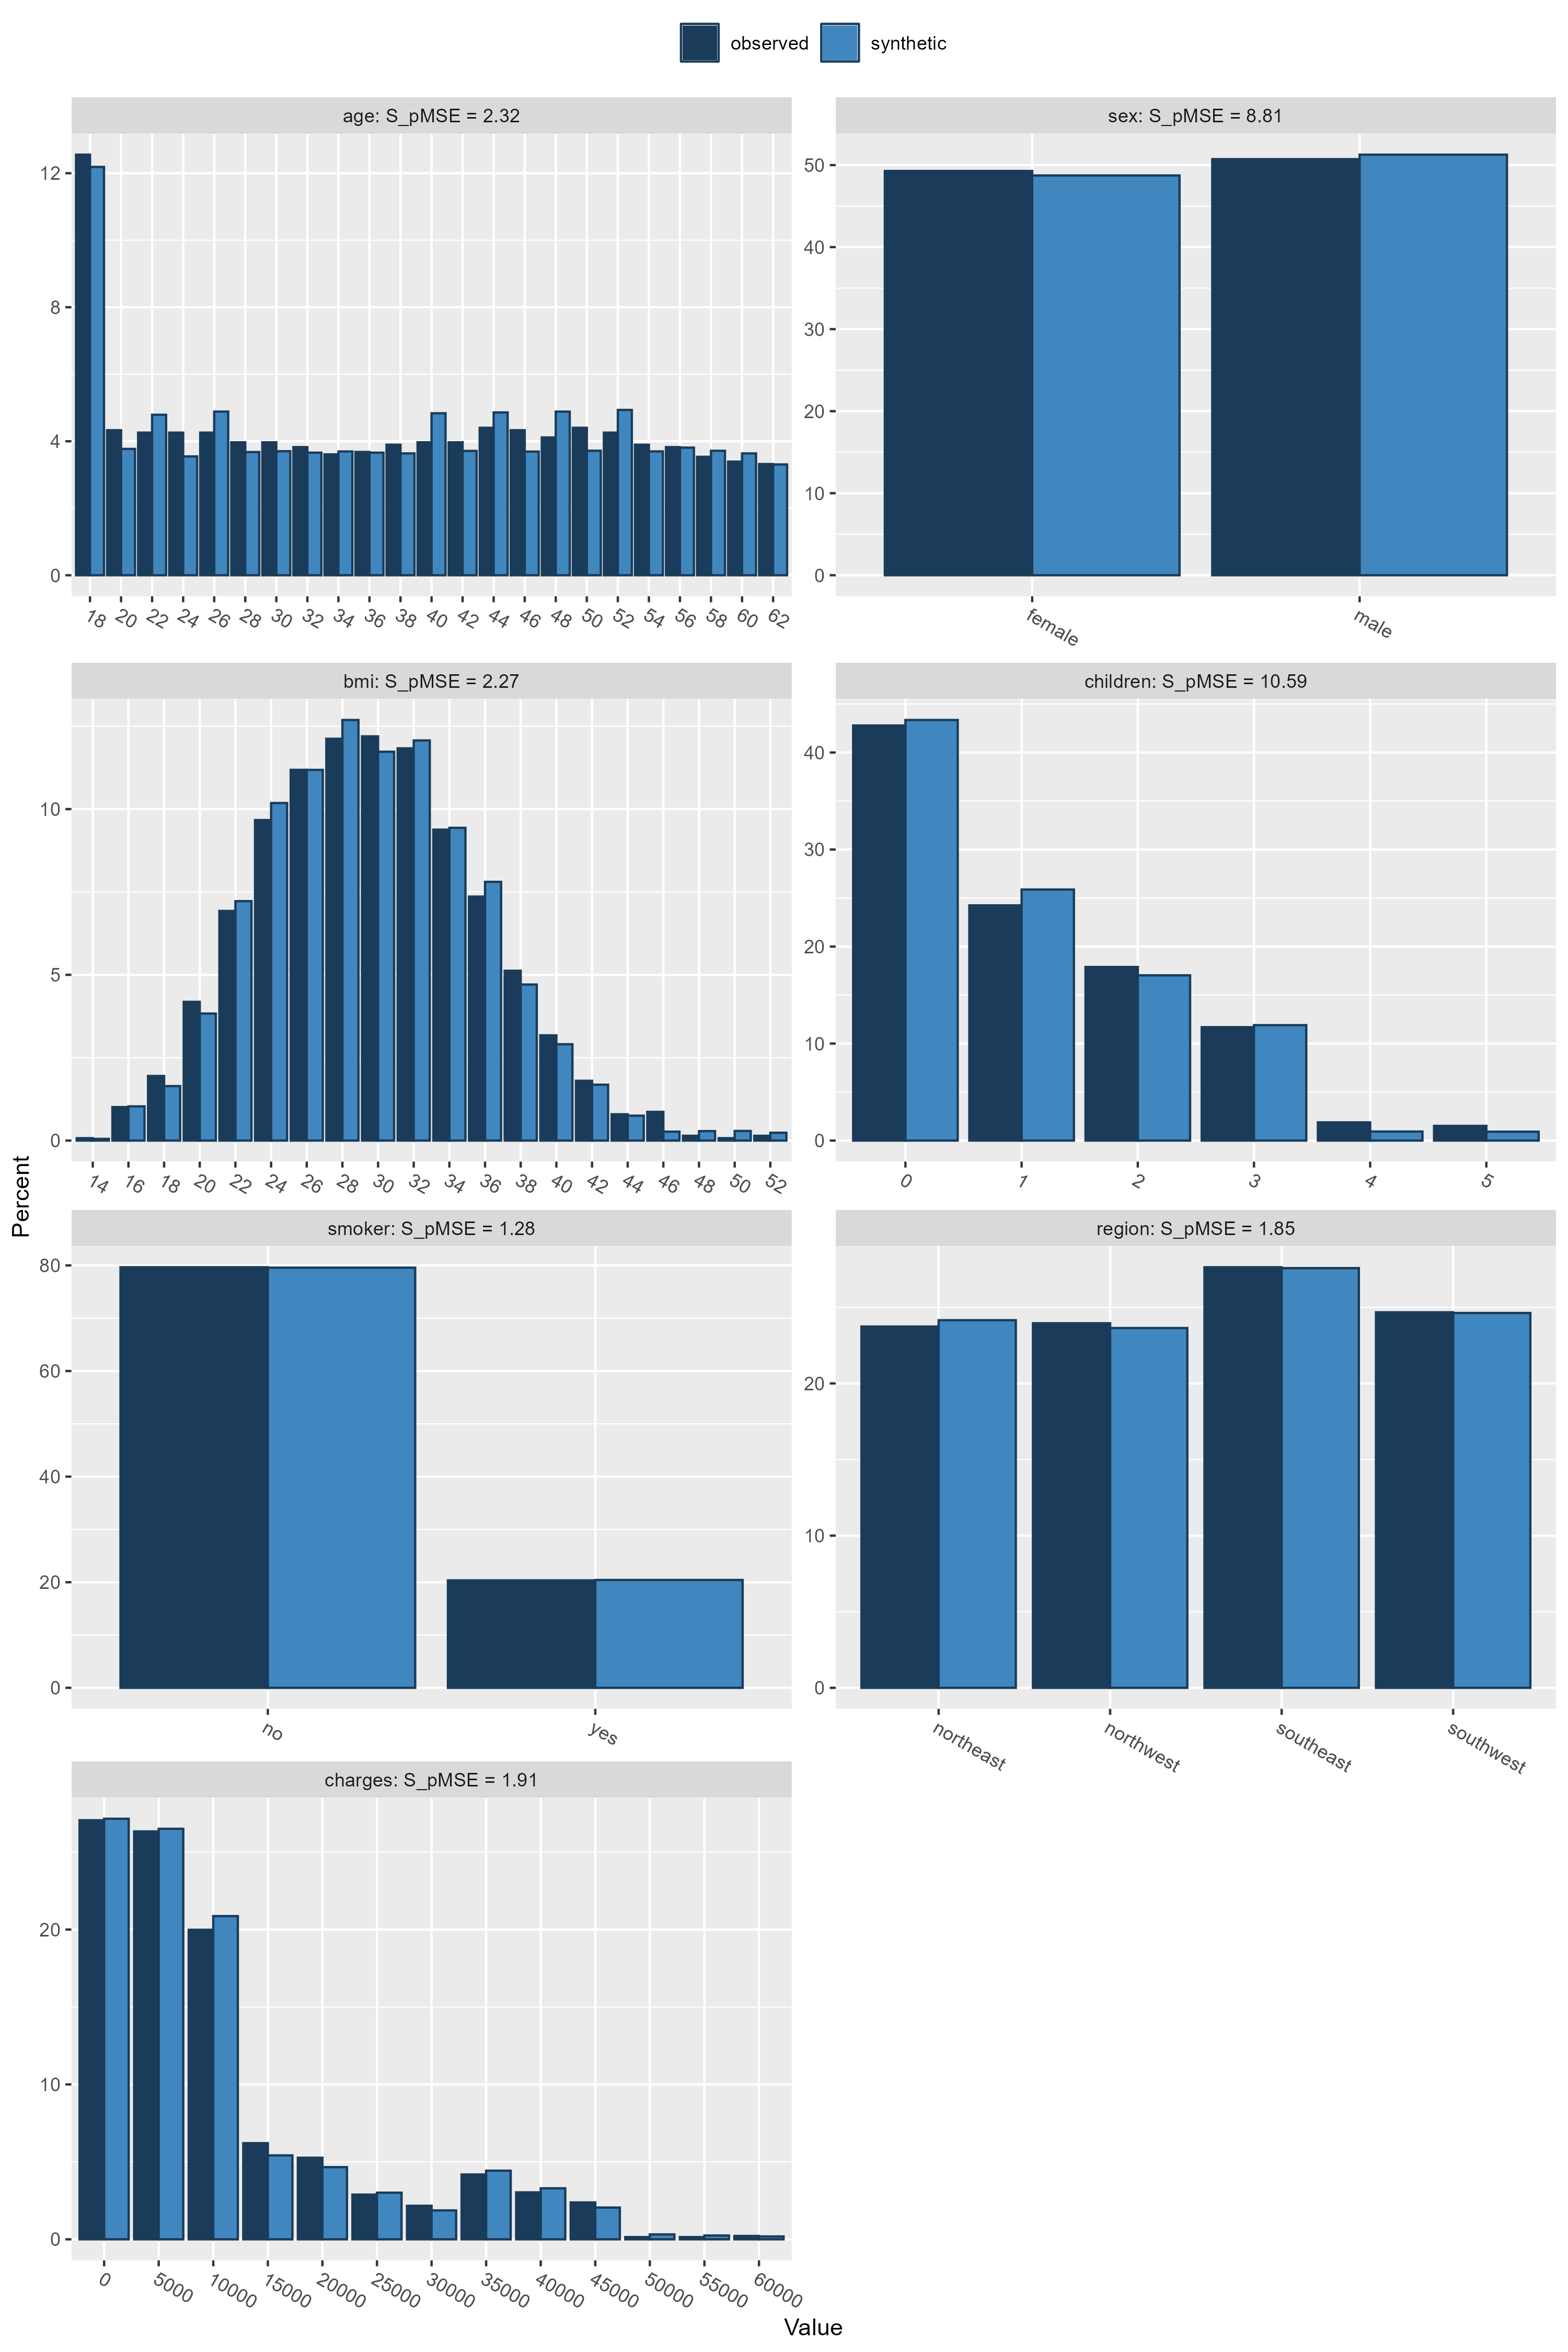 observed synthetic
age: S_pMSE = 2.32
12
8
4
0
18 20 22 24 26 28 30 32 34 36 38 40 42 44 46 48 50 52 54 56 58 60 62
sex: S_pMSE = 8.81
50
40
30
20
10
0
female male
bmi: S_pMSE = 2.27
10
5
0
14 16 18 20 22 24 26 28 30 32 34 36 38 40 42 44 46 48 50 52
children: S_pMSE = 10.59
40
30
20
10
0
0 1 2 3 4 5
Percent
smoker: S_pMSE = 1.28
80
60
40
20
0
no yes
region: S_pMSE = 1.85
20
10
0
northeast northwest southeast southwest
charges: S_pMSE = 1.91
20
10
0
0 5000 10000 15000 20000 25000 30000 35000 40000 45000 50000 55000 60000
Value